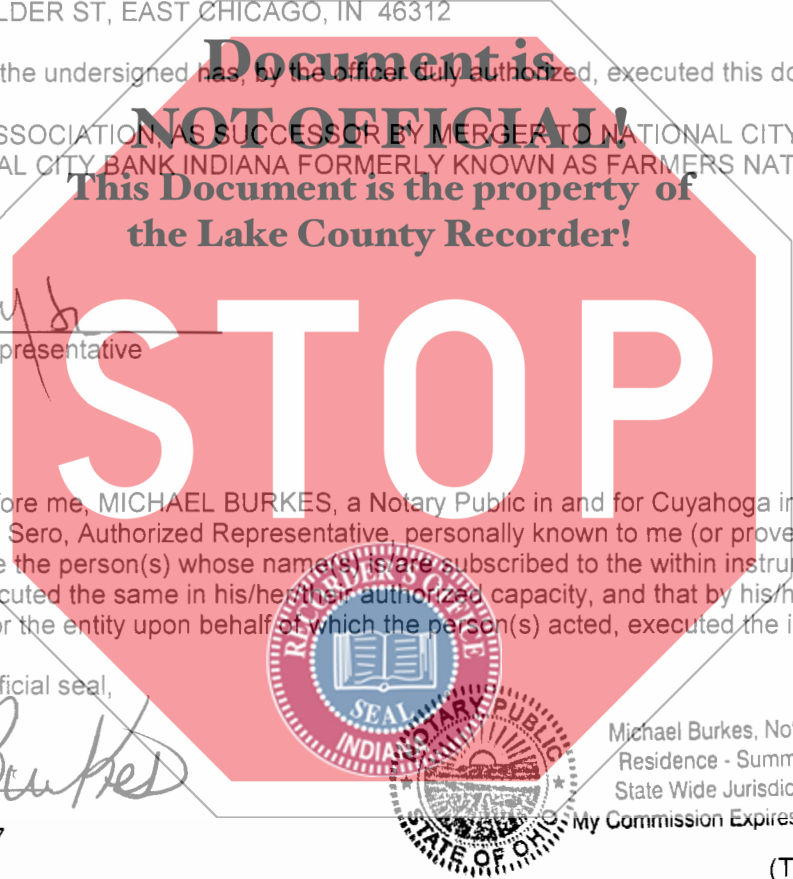 LDER ST, EAST CHICAGO, IN 46312
Document is
the undersigned has, by the officer duly authorized, executed this do
NOT OFFICIAL!
SSOCIATION, AS SUCCESSOR BY MERGER TO NATIONAL CITY
AL CITY BANK INDIANA FORMERLY KNOWN AS FARMERS NAT
This Document is the property of
the Lake County Recorder!
presentative
STOP
ore me, MICHAEL BURKES, a Notary Public in and for Cuyahoga in
Sero, Authorized Representative, personally known to me (or prove
e the person(s) whose name(s) is/are subscribed to the within instru
cuted the same in his/her/their authorized capacity, and that by his/h
or the entity upon behalf of which the person(s) acted, executed the i
RECORDER'S OFFICE
SEAL
INDIANA
ficial seal,
Burkes
NOTARY PUBLIC
STATE OF OHIO
Michael Burkes, No
Residence - Summ
State Wide Jurisdic
My Commission Expires
7
(T